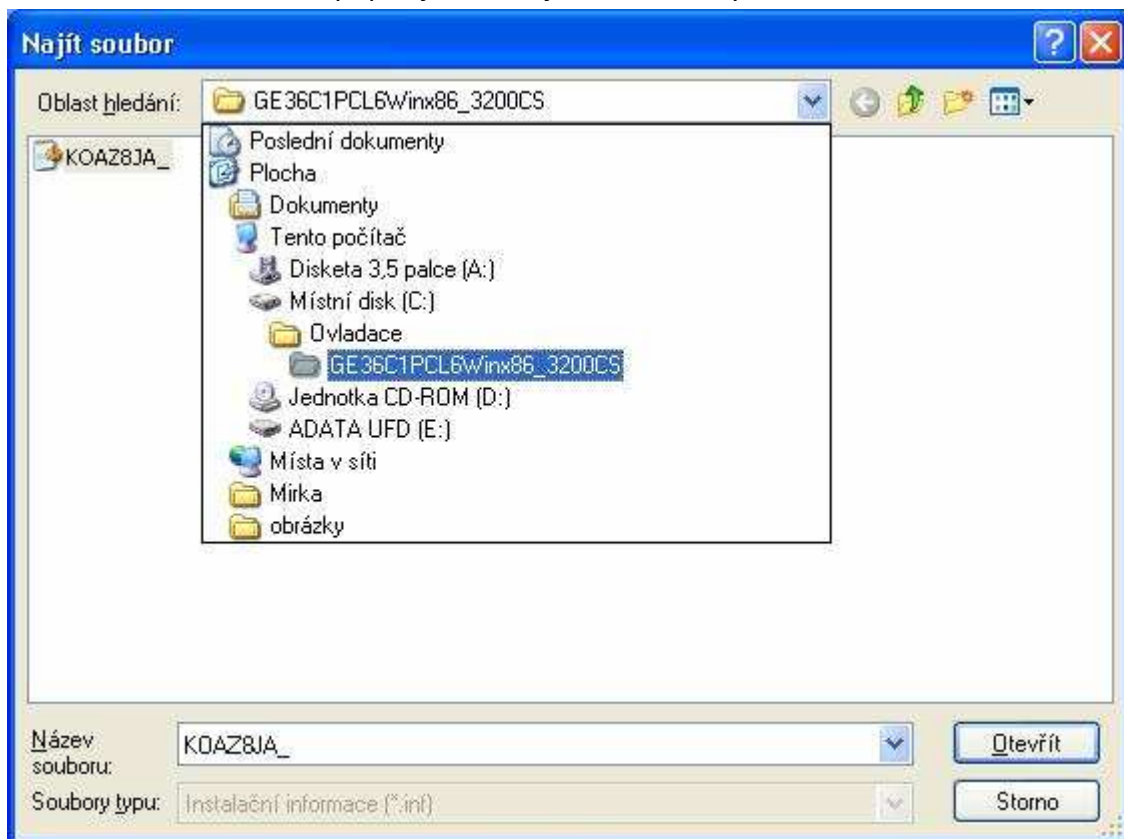 Najít soubor
Oblast hledání: GE36C1PCL6Winx86_3200CS
KOAZ8JA_
Poslední dokumenty
Plocha
Dokumenty
Tento počítač
Disketa 3,5 palce (A:)
Místní disk (C:)
Ovladace
GE36C1PCL6Winx86_3200CS
Jednotka CD-ROM (D:)
ADATA UFD (E:)
Místa v síti
Mirka
obrázky
Název souboru: KOAZ8JA_
Otevřít
Soubory typu: Instalační informace (*.inf)
Storno